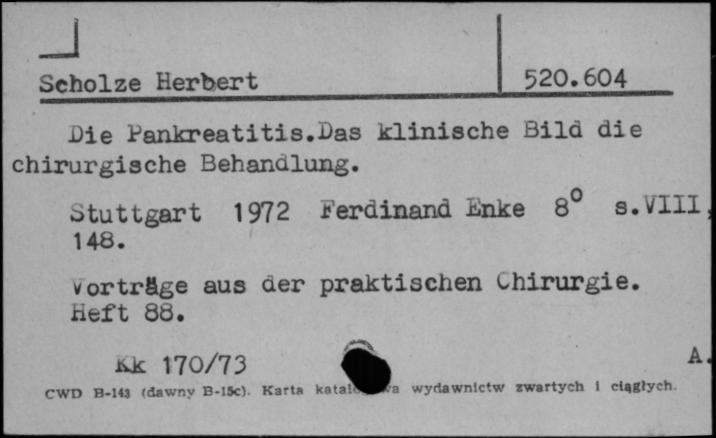 Scholze Herbert 520.604
Die Pankreatitis.Das klinische Bild die
chirurgische Behandlung.
Stuttgart 1972 Ferdinand Enke 8° s.VIII,
148.
Vorträge aus der praktischen Chirurgie.
Heft 88.
Kk 170/73 A.
CWD B-143 (dawny B-15c). Karta wydawnictw zwartych i ciągłych.